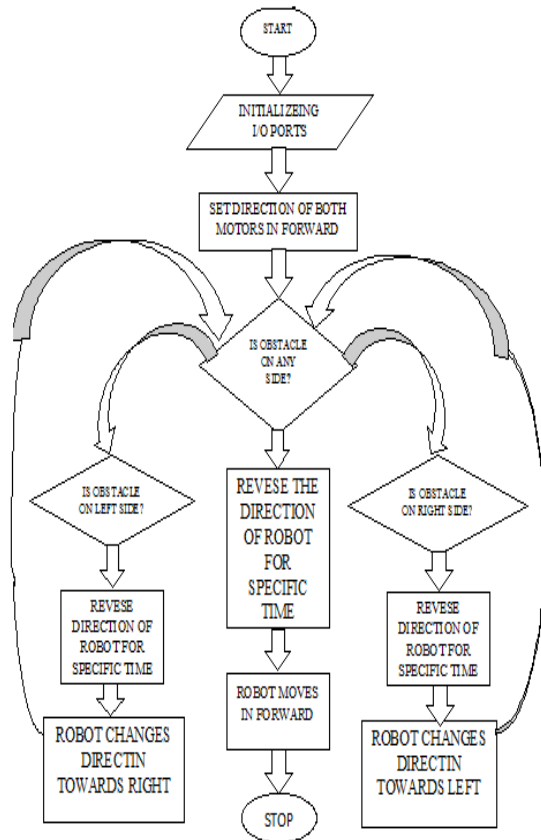 START
INITIALIZEING
I/O PORTS
SET DIRECTION OF BOTH
MOTORS IN FORWARD
IS OBSTACLE
ON ANY
SIDE?
IS OBSTACLE
ON LEFT SIDE?
REVESE THE
DIRECTION
OF ROBOT
FOR
SPECIFIC
TIME
IS OBSTACLE
ON RIGHT SIDE?
REVESE
DIRECTION OF
ROBOT FOR
SPECIFIC TIME
ROBOT MOVES
IN FORWARD
REVESE
DIRECTION OF
ROBOT FOR
SPECIFIC TIME
ROBOT CHANGES
DIRECTIN
TOWARDS RIGHT
STOP
ROBOT CHANGES
DIRECTIN
TOWARDS LEFT